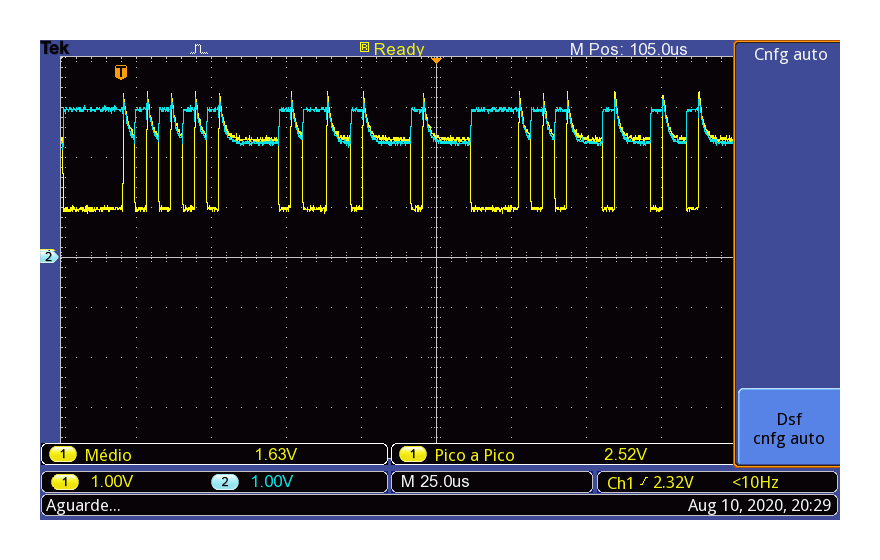 Tek R Ready M Pos: 105.0us
Cnfg auto
T
2
Dsf
cnfg auto
1 Médio 1.63V 1 Pico a Pico 2.52V
1 1.00V 2 1.00V M 25.0us Ch1 2.32V <10Hz
Aguarde... Aug 10, 2020, 20:29